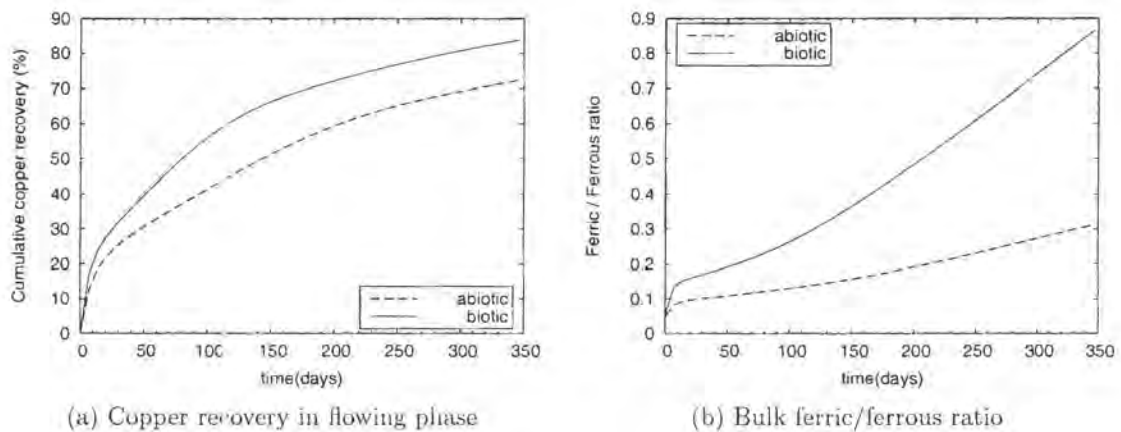 Cumulative copper recovery (%)
90
80
70
60
50
40
30
20
10
0
abiotic
biotic
0 50 100 150 200 250 300 350
time(days)
(a) Copper recovery in flowing phase
Ferric / Ferrous ratio
0.9
0.8
0.7
0.6
0.5
0.4
0.3
0.2
0.1
0
abiotic
biotic
0 50 100 150 200 250 300 350
time(days)
(b) Bulk ferric/ferrous ratio